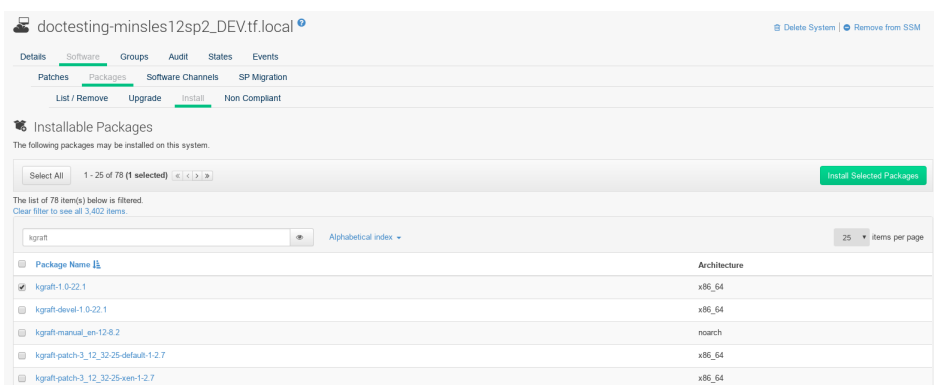 doctesting-minsles12sp2_DEV.tf.local ?
Delete System | Remove from SSM
Details Software Groups Audit States Events
Patches Packages Software Channels SP Migration
List / Remove Upgrade Install Non Compliant
Installable Packages
The following packages may be installed on this system.
Select All 1 - 25 of 78 (1 selected) Install Selected Packages
The list of 78 item(s) below is filtered.
Clear filter to see all 3,402 items.
kgraft Alphabetical index 25 items per page
Package Name Architecture
kgraft-1.0-22.1 x86_64
kgraft-devel-1.0-22.1 x86_64
kgraft-manual_en-12-8.2 noarch
kgraft-patch-3_12_32-25-default-1-2.7 x86_64
kgraft-patch-3_12_32-25-xen-1-2.7 x86_64